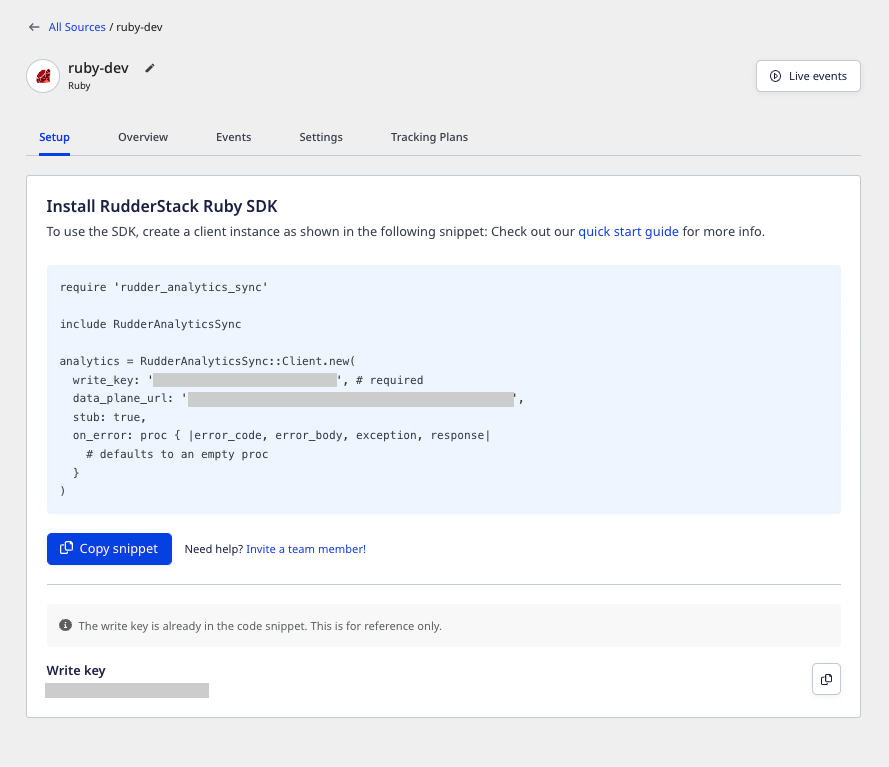 All Sources / ruby-dev
ruby-dev
Ruby
Live events
Setup Overview Events Settings Tracking Plans
Install RudderStack Ruby SDK
To use the SDK, create a client instance as shown in the following snippet: Check out our quick start guide for more info.
require 'rudder_analytics_sync'
include RudderAnalyticsSync
analytics = RudderAnalyticsSync::Client.new(
write_key: '', # required
data_plane_url: '',
stub: true,
on_error: proc { |error_code, error_body, exception, response|
# defaults to an empty proc
}
)
Copy snippet Need help? Invite a team member!
The write key is already in the code snippet. This is for reference only.
Write key